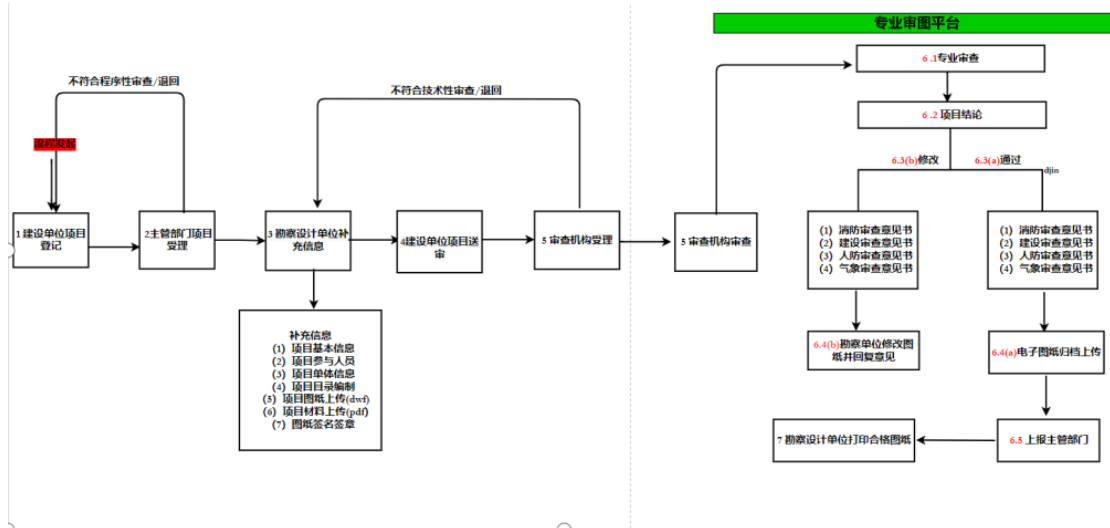 专业审图平台
6 .1专业审查
不符合程序性审查/退回
不符合技术性审查/退回
6 .2 项目结论
流程发起
6.3(b)修改
6.3(a)通过
djin
1 建设单位项目
登记
2主管部门项目
受理
3 勘察设计单位补
充信息
4建设单位项目送
审
5 审查机构受理
5 审查机构审查
(1) 消防审查意见书
(2) 建设审查意见书
(3) 人防审查意见书
(4) 气象审查意见书
(1) 消防审查意见书
(2) 建设审查意见书
(3) 人防审查意见书
(4) 气象审查意见书
补充信息
(1) 项目基本信息
(2) 项目参与人员
(3) 项目单体信息
(4) 项目目录编制
(5) 项目图纸上传(dwf)
(6) 项目材料上传(pdf)
(7) 图纸签名签章
6.4(b)勘察单位修改图
纸并回复意见
6.4(a)电子图纸归档上传
7 勘察设计单位打印合格图纸
6.5 上报主管部门